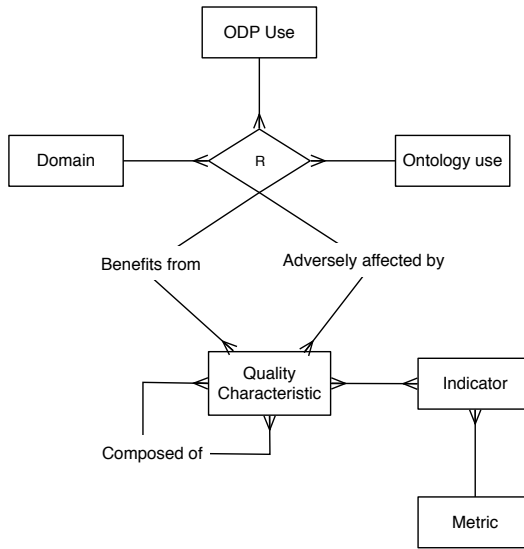 ODP Use
Domain
R
Ontology use
Benefits from
Adversely affected by
Quality
Characteristic
Indicator
Composed of
Metric